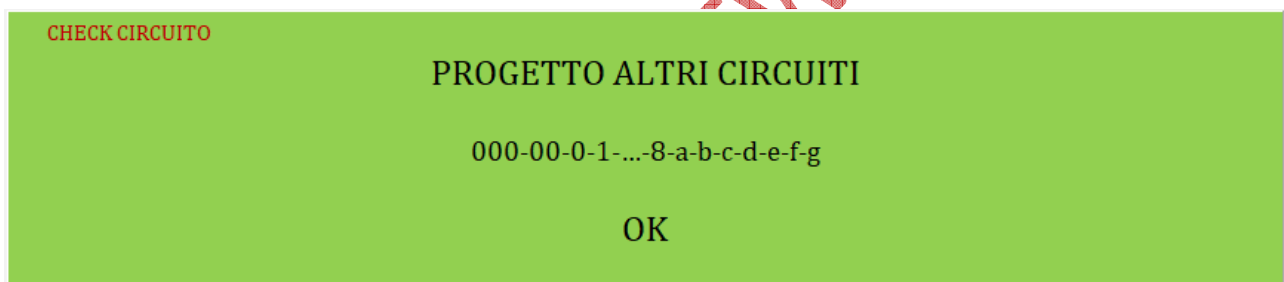 CHECK CIRCUITO
PROGETTO ALTRI CIRCUITI
000-00-0-1-...-8-a-b-c-d-e-f-g
OK